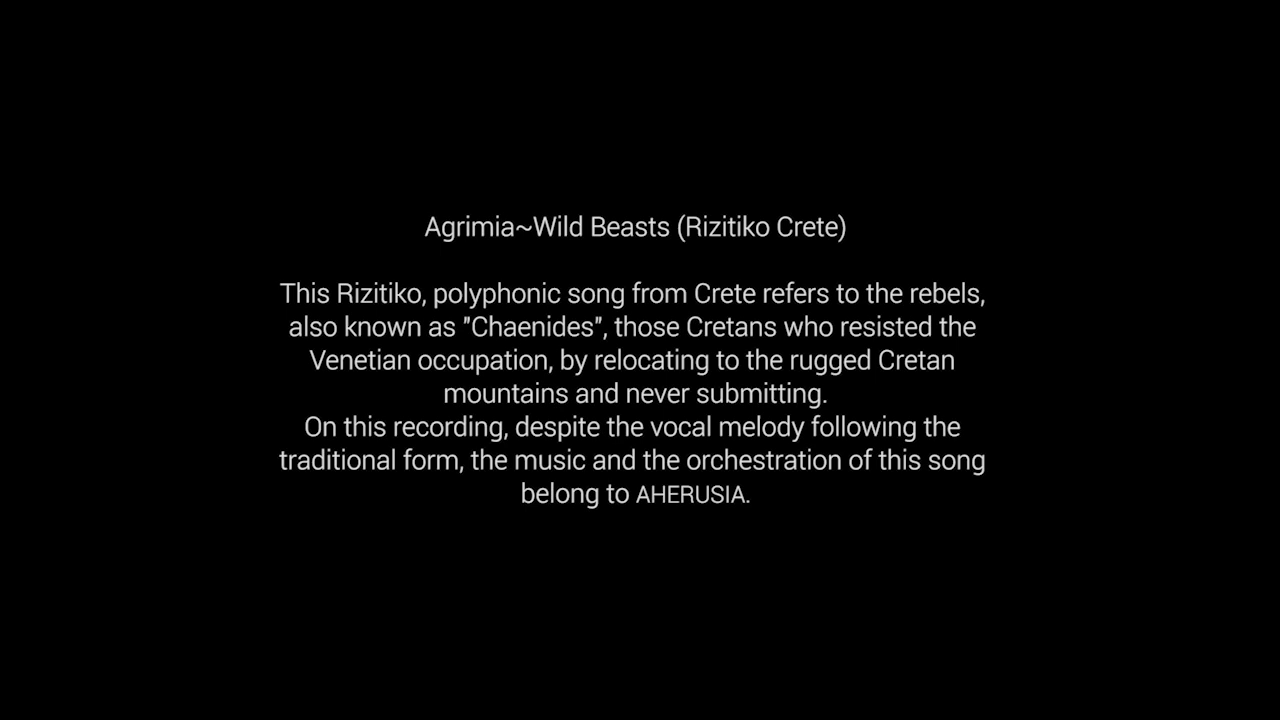 Agrimia~Wild Beasts (Rizitiko Crete)
This Rizitiko, polyphonic song from Crete refers to the rebels,
also known as "Chaenides", those Cretans who resisted the
Venetian occupation, by relocating to the rugged Cretan
mountains and never submitting.
On this recording, despite the vocal melody following the
traditional form, the music and the orchestration of this song
belong to AHERUSIA.